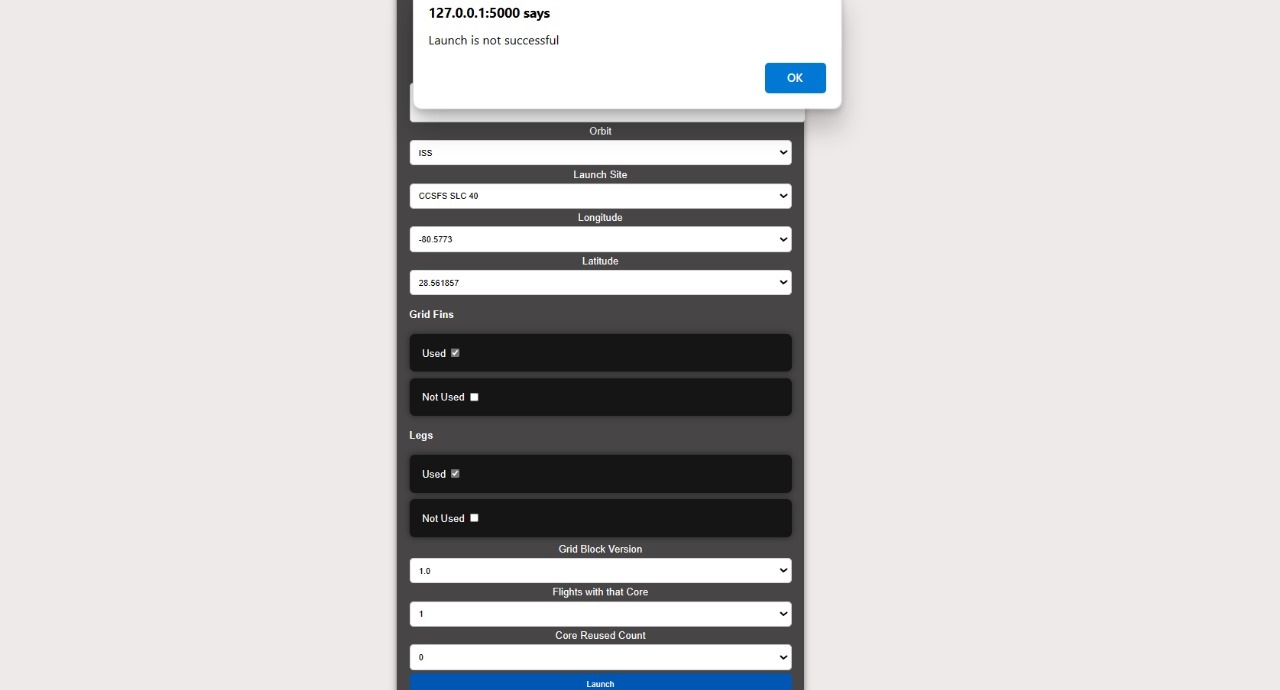 127.0.0.1:5000 says
Launch is not successful
OK
Orbit
ISS
Launch Site
CCSFS SLC 40
Longitude
-80.5773
Latitude
28.561857
Grid Fins
Used
Not Used
Legs
Used
Not Used
Grid Block Version
1.0
Flights with that Core
1
Core Reused Count
0
Launch